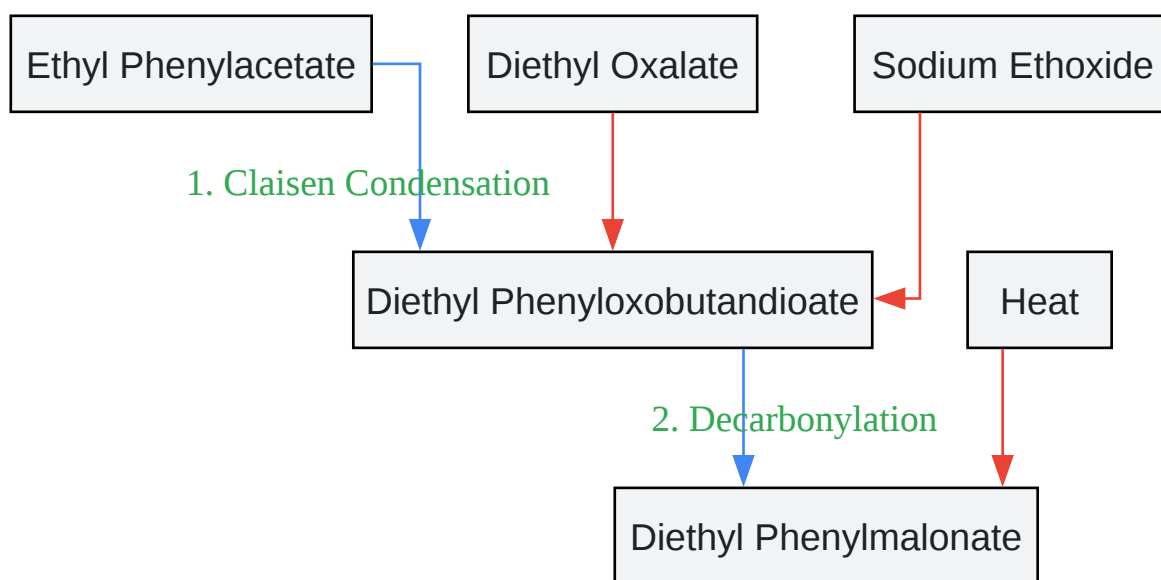 Ethyl Phenylacetate
Diethyl Oxalate
Sodium Ethoxide
1. Claisen Condensation
Diethyl Phenyloxobutandioate
Heat
2. Decarbonylation
Diethyl Phenylmalonate